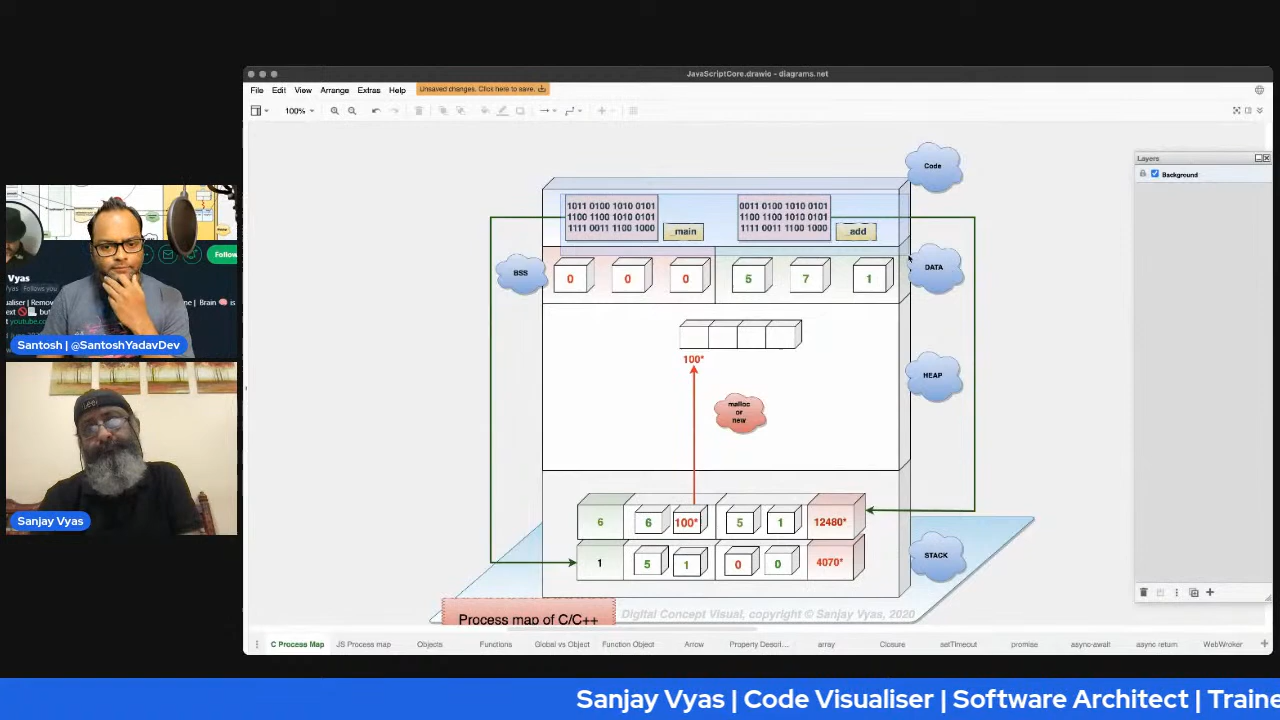 JavaScriptCore.drawio - diagrams.net
File Edit View Arrange Extras Help Unsaved changes. Click here to save.
100%
Layers
Background
Code
1011 0100 1010 0101
1100 1100 1010 0101
1111 0011 1100 1000
_main
0011 0100 1010 0101
1100 1100 1010 0101
1111 0011 1100 1000
_add
BSS
0 0 0 5 7 1
DATA
100*
HEAP
malloc
or
new
6 6 100* 5 1 12480*
1 5 1 0 0 4070*
STACK
Digital Concept Visual, copyright © Sanjay Vyas, 2020
Process map of C/C++
C Process Map JS Process map Objects Functions Global vs Object Function Object Arrow Property Descri... array Closure setTimeout promise async-await async return WebWroker
Follow
Vyas
Follows you
Santosh | @SantoshYadavDev
Sanjay Vyas
Sanjay Vyas | Code Visualiser | Software Architect | Traine